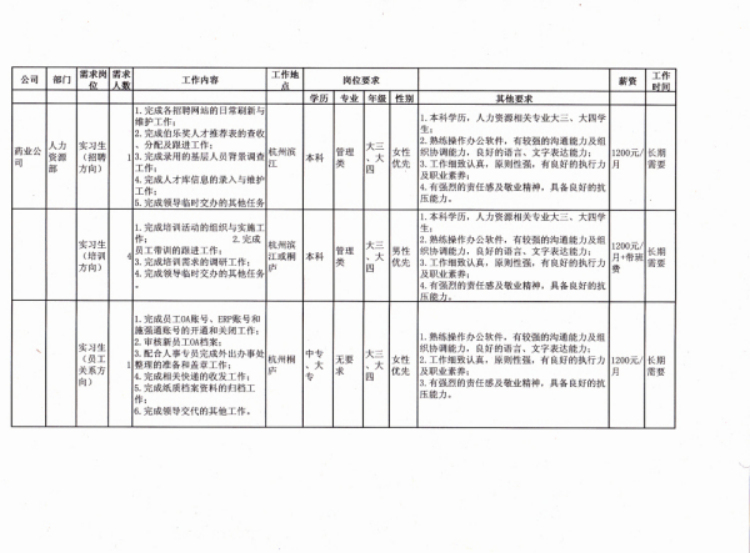 公司 部门 需求岗位 需求人数 工作内容 工作地点 岗位要求 薪资 工作时间
学历 专业 年级 性别 其他要求
药业公司
人力资源部
实习生（招聘方向）
1
1.完成各招聘网站的日常刷新与
维护工作；
2.完成伯乐奖人才推荐表的查收
、分配及跟进工作；
3.完成录用的基层人员背景调查
工作；
4.完成人才库信息的录入与维护
工作；
5.完成领导临时交办的其他任务
杭州滨江
本科
管理类
大三、大四
女性优先
1.本科学历，人力资源相关专业大三、大四学
生；
2.熟练操作办公软件，有较强的沟通能力及组
织协调能力，良好的语言、文字表达能力；
3.工作细致认真，原则性强，有良好的执行力
及职业素养；
4.有强烈的责任感及敬业精神，具备良好的抗
压能力。
1200元/月
长期需要
实习生（培训方向）
4
1.完成培训活动的组织与实施工
作； 2.完成
员工带训的跟进工作；
3.完成培训需求的调研工作；
4.完成领导临时交办的其他任务
。
杭州滨江或桐庐
本科
管理类
大三、大四
男性优先
1.本科学历，人力资源相关专业大三、大四学
生；
2.熟练操作办公软件，有较强的沟通能力及组
织协调能力，良好的语言、文字表达能力；
3.工作细致认真，原则性强，有良好的执行力
及职业素养；
4.有强烈的责任感及敬业精神，具备良好的抗
压能力。
1200元/月+带班费
长期需要
实习生（员工关系方向）
1
1.完成员工OA账号、ERP账号和
施强通账号的开通和关闭工作；
2.审核新员工OA档案；
3.配合人事专员完成外出办事处
整理的准备和盖章工作；
4.完成相关快递的收发工作；
5.完成纸质档案资料的归档工
作；
6.完成领导交代的其他工作。
杭州桐庐
中专、大专
无要求
大三、大四
女性优先
1.熟练操作办公软件，有较强的沟通能力及组
织协调能力，良好的语言、文字表达能力；
2.工作细致认真，原则性强，有良好的执行力
及职业素养；
3.有强烈的责任感及敬业精神，具备良好的抗
压能力。
1200元/月
长期需要